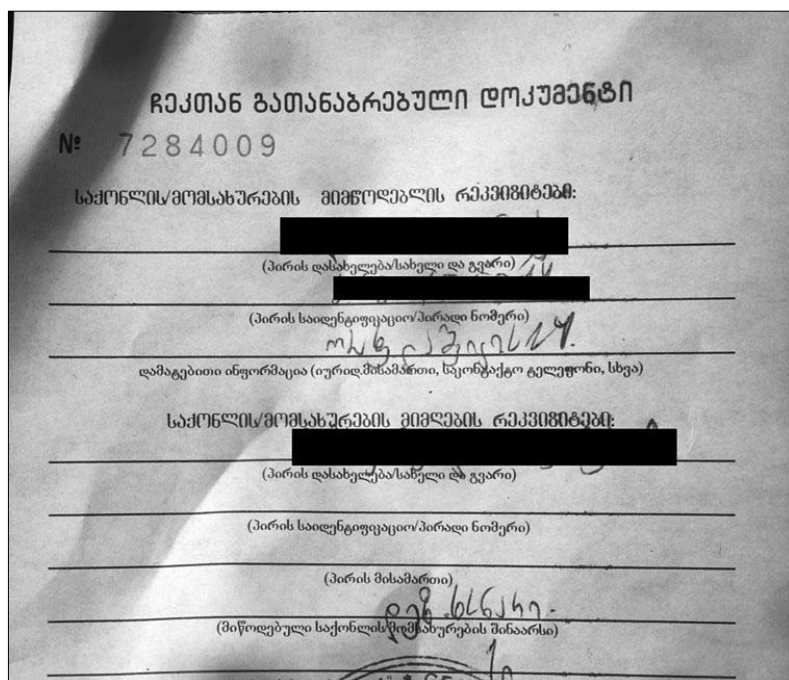 ჩეკთან გათანაბრებული დოკუმენტი
№ 7284009
საქონლის/მომსახურების მიმწოდებლის რეკვიზიტები:
(პირის დასახელება/სახელი და გვარი)
(პირის საიდენტიფიკაციო/პირადი ნომერი)
დამატებითი ინფორმაცია (იურიდ.მისამართი, საკონტაქტო ტელეფონი, სხვა)
საქონლის/მომსახურების მიმღების რეკვიზიტები:
(პირის დასახელება/სახელი და გვარი)
(პირის საიდენტიფიკაციო/პირადი ნომერი)
(პირის მისამართი)
დეზ. ხსნარი.
(მიწოდებული საქონლის/მომსახურების შინაარსი)